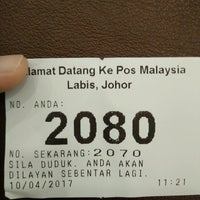 lamat Datang Ke Pos Malaysia
Labis, Johor
NO. ANDA:
2080
NO. SEKARANG:2070
SILA DUDUK. ANDA AKAN
DILAYAN SEBENTAR LAGI.
10/04/2017 11:21